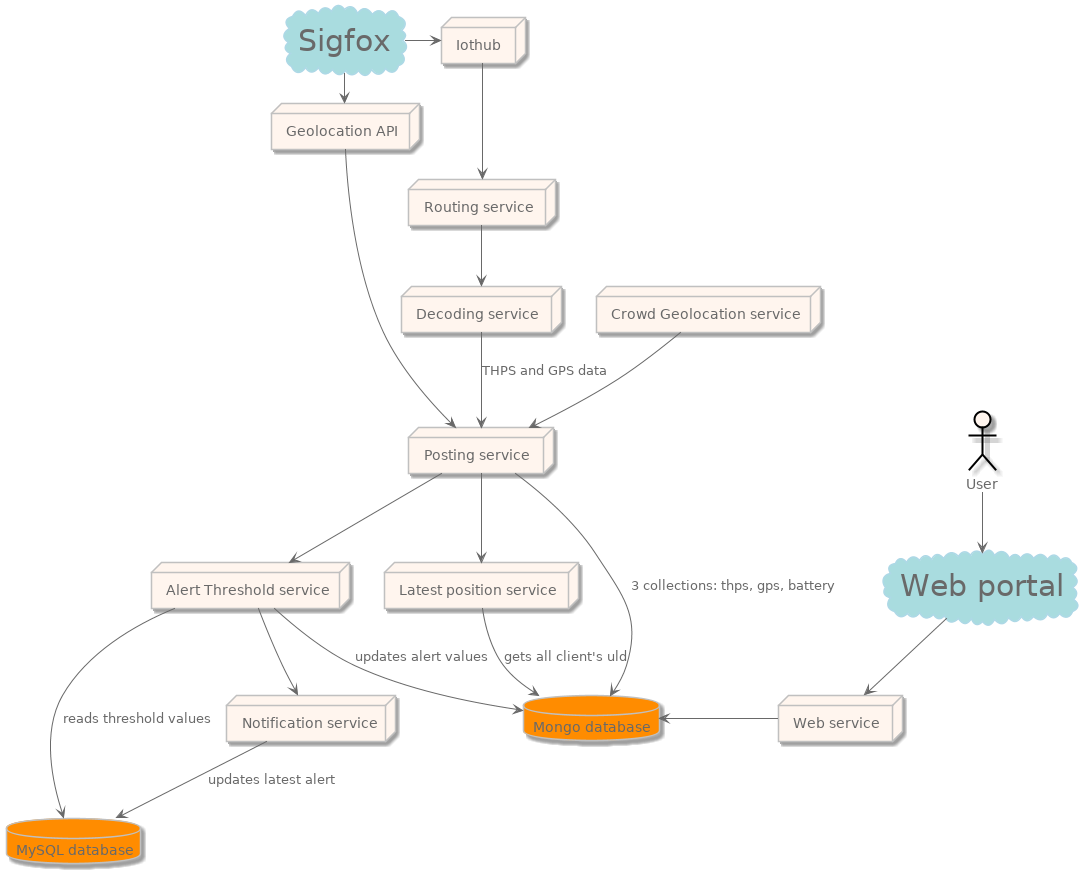 Sigfox
Iothub
Geolocation API
Routing service
Decoding service
Crowd Geolocation service
THPS and GPS data
Posting service
User
Alert Threshold service
Latest position service
3 collections: thps, gps, battery
Web portal
updates alert values
gets all client's uld
reads threshold values
Notification service
Mongo database
Web service
updates latest alert
MySQL database